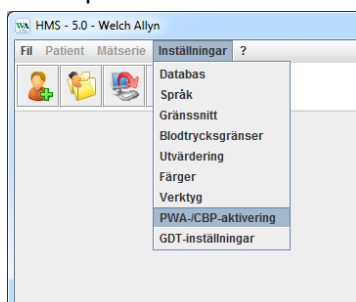 HMS - 5.0 - Welch Allyn
Fil Patient Mätserie Inställningar ?
Databas
Språk
Gränssnitt
Blodtrycksgränser
Utvärdering
Färger
Verktyg
PWA-/CBP-aktivering
GDT-inställningar